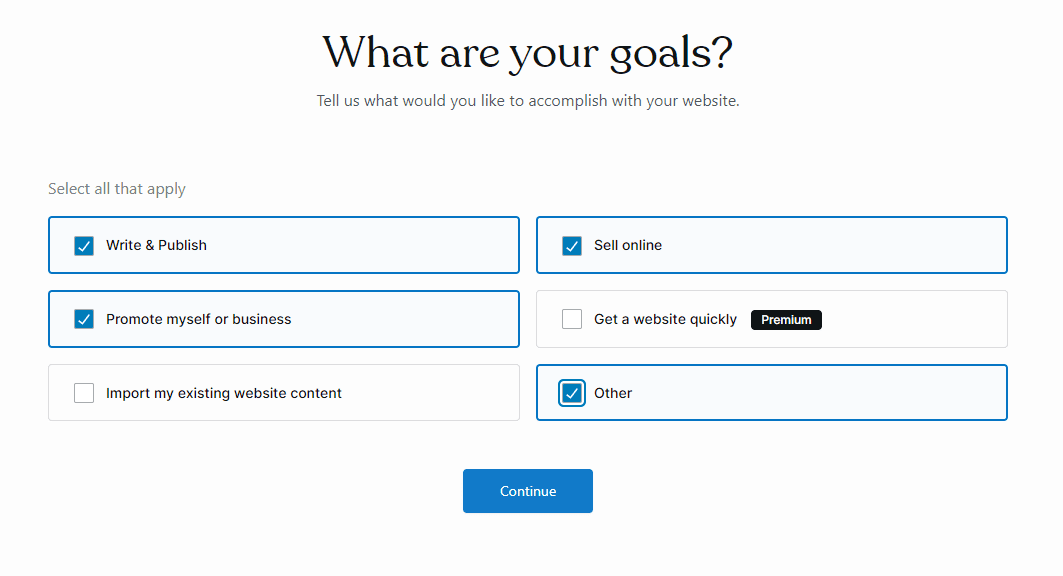 What are your goals?
Tell us what would you like to accomplish with your website.
Select all that apply
Write & Publish
Sell online
Promote myself or business
Get a website quickly Premium
Import my existing website content
Other
Continue